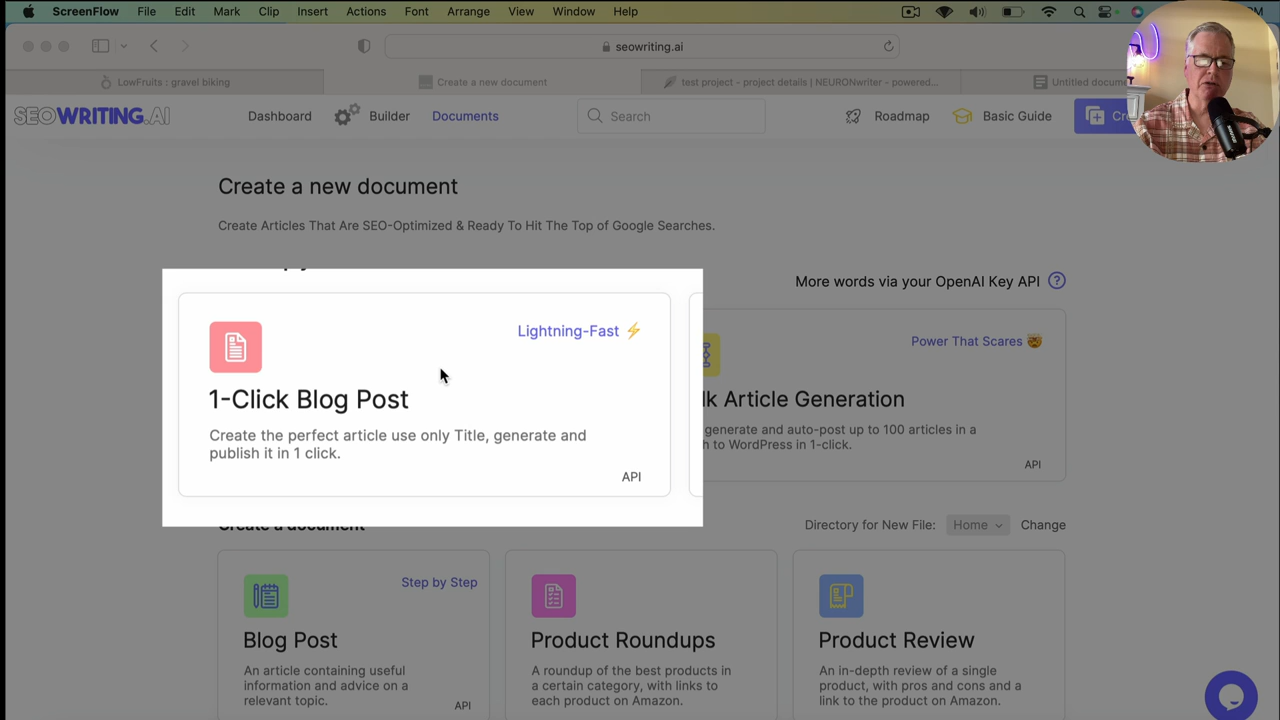 ScreenFlow File Edit Mark Clip Insert Actions Font Arrange View Window Help
seowriting.ai
LowFruits : gravel biking
Create a new document
test project - project details | NEURONwriter - powered...
Untitled
SEOWRITING.AI
Dashboard
Builder
Documents
Search
Roadmap
Basic Guide
Create a new document
Create Articles That Are SEO-Optimized & Ready To Hit The Top of Google Searches.
More words via your OpenAI Key API ?
Lightning-Fast ⚡
1-Click Blog Post
Create the perfect article use only Title, generate and
publish it in 1 click.
API
Power That Scares 🤯
Article Generation
generate and auto-post up to 100 articles in a
to WordPress in 1-click.
API
Create a document
Directory for New File: Home Change
Step by Step
Blog Post
An article containing useful
information and advice on a
relevant topic.
API
Product Roundups
A roundup of the best products in
a certain category, with links to
each product on Amazon.
Product Review
An in-depth review of a single
product, with pros and cons and a
link to the product on Amazon.